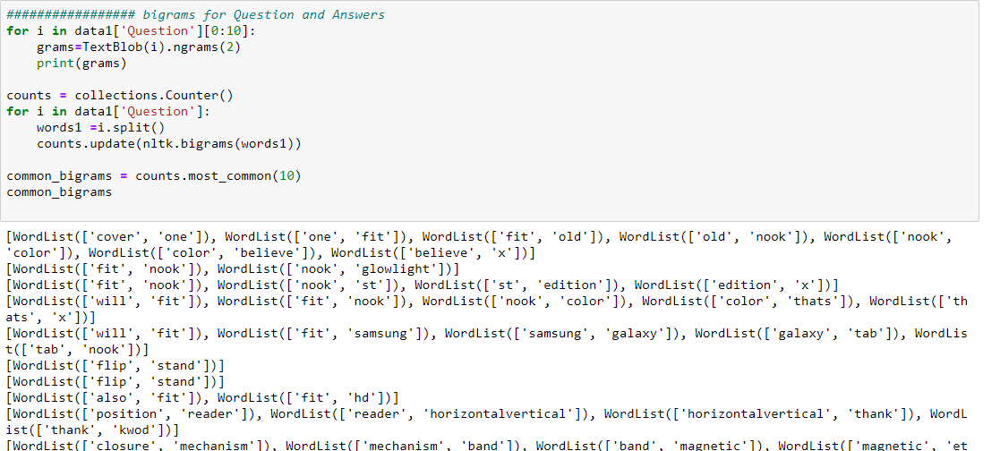 ################# bigrams for Question and Answers
for i in data1['Question'][0:10]:
    grams=TextBlob(i).ngrams(2)
    print(grams)

counts = collections.Counter()
for i in data1['Question']:
    words1 =i.split()
    counts.update(nltk.bigrams(words1))

common_bigrams = counts.most_common(10)
common_bigrams

[WordList(['cover', 'one']), WordList(['one', 'fit']), WordList(['fit', 'old']), WordList(['old', 'nook']), WordList(['nook',
'color']), WordList(['color', 'believe']), WordList(['believe', 'x'])]
[WordList(['fit', 'nook']), WordList(['nook', 'glowlight'])]
[WordList(['fit', 'nook']), WordList(['nook', 'st']), WordList(['st', 'edition']), WordList(['edition', 'x'])]
[WordList(['will', 'fit']), WordList(['fit', 'nook']), WordList(['nook', 'color']), WordList(['color', 'thats']), WordList(['th
ats', 'x'])]
[WordList(['will', 'fit']), WordList(['fit', 'samsung']), WordList(['samsung', 'galaxy']), WordList(['galaxy', 'tab']), WordLis
t(['tab', 'nook'])]
[WordList(['flip', 'stand'])]
[WordList(['flip', 'stand'])]
[WordList(['also', 'fit']), WordList(['fit', 'hd'])]
[WordList(['position', 'reader']), WordList(['reader', 'horizontalvertical']), WordList(['horizontalvertical', 'thank']), WordL
ist(['thank', 'kwod'])]
[WordList(['closure', 'mechanism']), WordList(['mechanism', 'band']), WordList(['band', 'magnetic']), WordList(['magnetic', 'et